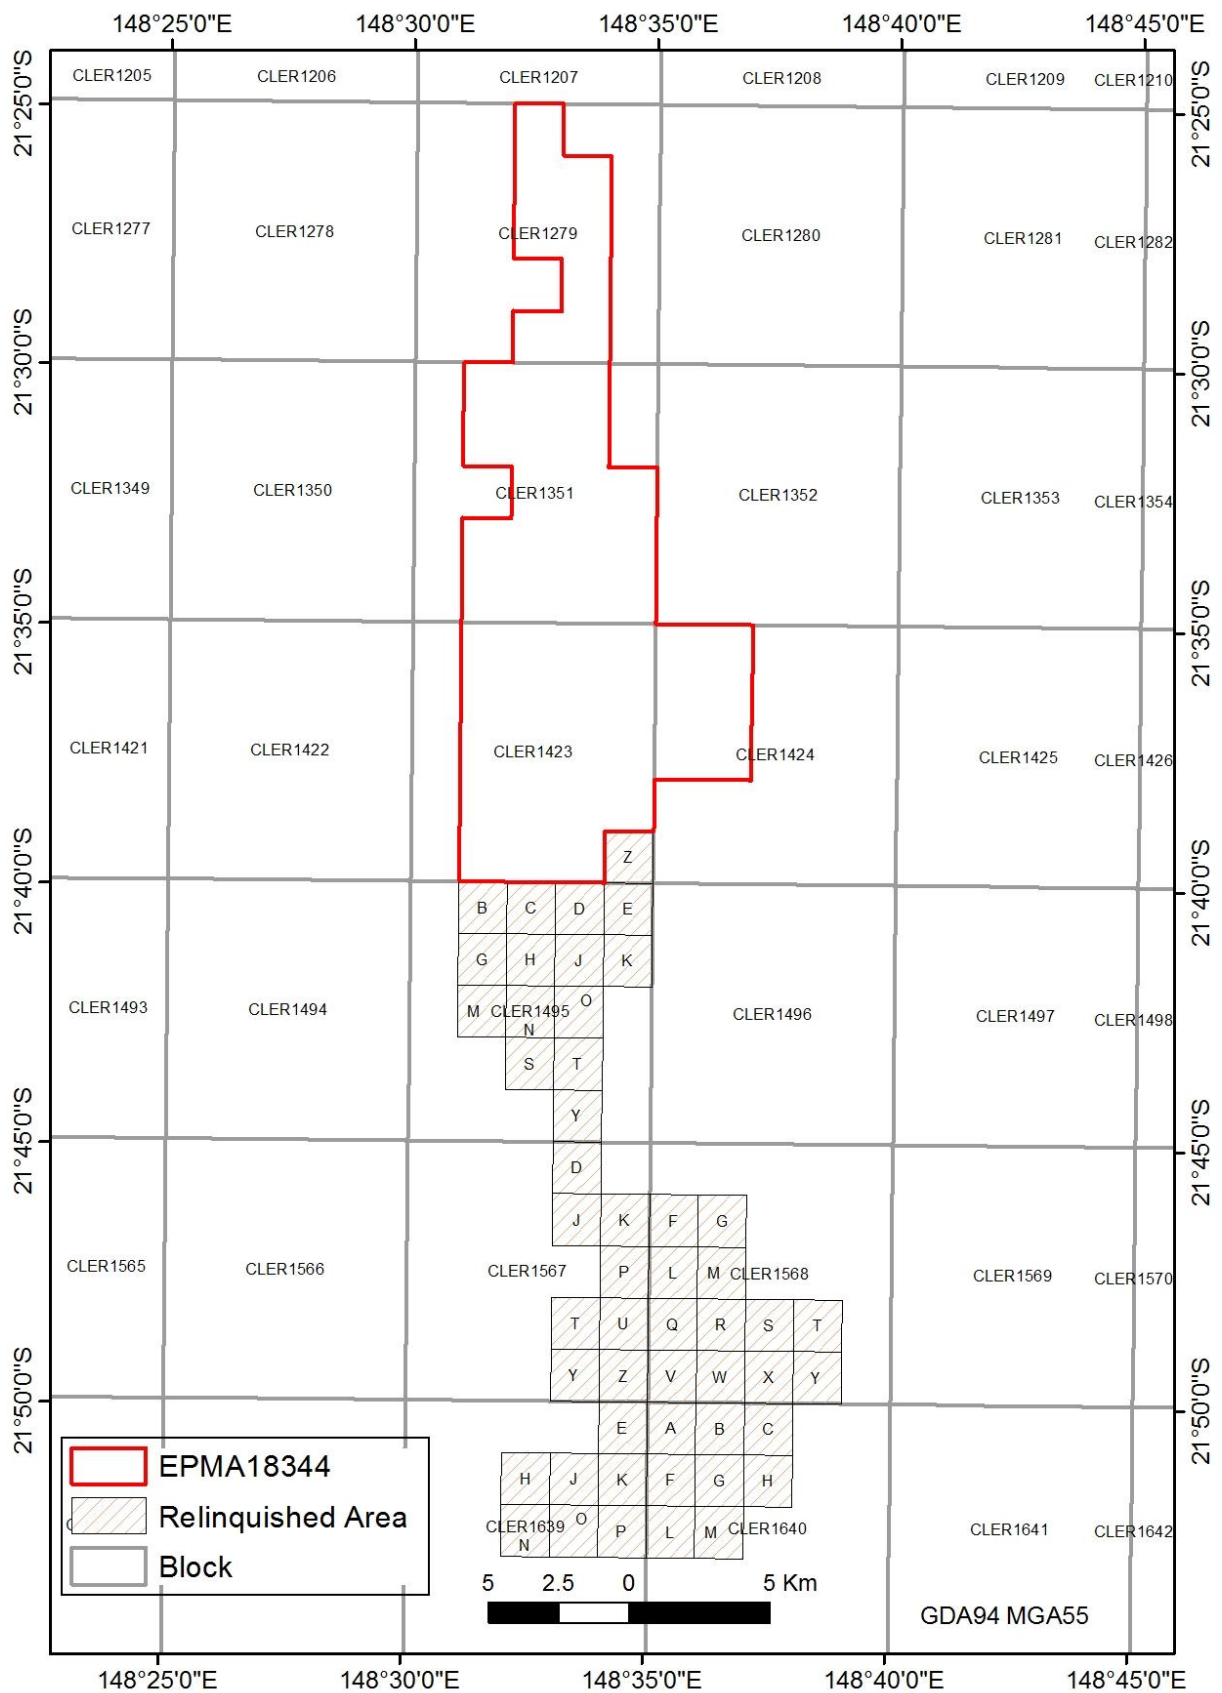 148°25'0"E 148°30'0"E 148°35'0"E 148°40'0"E 148°45'0"E
CLER1205 CLER1206 CLER1207 CLER1208 CLER1209 CLER1210
21°25'0"S 21°25'0"S
CLER1277 CLER1278 CLER1279 CLER1280 CLER1281 CLER1282
21°30'0"S 21°30'0"S
CLER1349 CLER1350 CLER1351 CLER1352 CLER1353 CLER1354
21°35'0"S 21°35'0"S
CLER1421 CLER1422 CLER1423 CLER1424 CLER1425 CLER1426
Z
21°40'0"S 21°40'0"S
B C D E
G H J K
CLER1493 CLER1494 M CLER1495 O CLER1496 CLER1497 CLER1498
N
S T
Y
21°45'0"S 21°45'0"S
D
J K F G
CLER1565 CLER1566 CLER1567 P L M CLER1568 CLER1569 CLER1570
T U Q R S T
Y Z V W X Y
21°50'0"S 21°50'0"S
E A B C
EPMA18344
H J K F G H
Relinquished Area
CLER1639 O P L M CLER1640 CLER1641 CLER1642
N
Block
5 2.5 0 5 Km
GDA94 MGA55
148°25'0"E 148°30'0"E 148°35'0"E 148°40'0"E 148°45'0"E